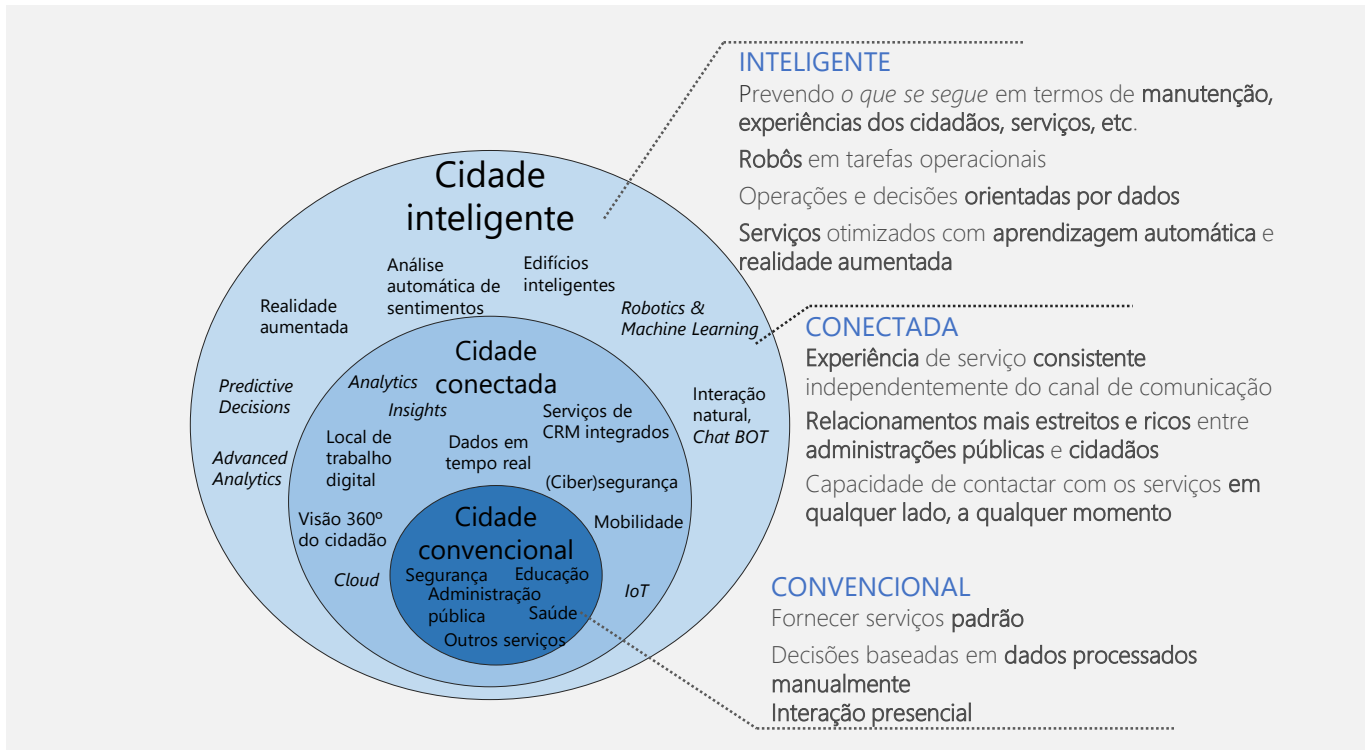 Cidade
inteligente
Análise
automática de
sentimentos
Edifícios
inteligentes
Realidade
aumentada
Robotics &
Machine Learning
Predictive
Decisions
Advanced
Analytics
Interação
natural,
Chat BOT
Cidade
conectada
Analytics
Insights
Serviços de
CRM integrados
Local de
trabalho
digital
Dados em
tempo real
(Ciber)segurança
Visão 360º
do cidadão
Mobilidade
Cloud
IoT
Cidade
convencional
Segurança
Educação
Administração
pública
Saúde
Outros serviços
INTELIGENTE
Prevendo o que se segue em termos de manutenção,
experiências dos cidadãos, serviços, etc.
Robôs em tarefas operacionais
Operações e decisões orientadas por dados
Serviços otimizados com aprendizagem automática e
realidade aumentada
CONECTADA
Experiência de serviço consistente
independentemente do canal de comunicação
Relacionamentos mais estreitos e ricos entre
administrações públicas e cidadãos
Capacidade de contactar com os serviços em
qualquer lado, a qualquer momento
CONVENCIONAL
Fornecer serviços padrão
Decisões baseadas em dados processados
manualmente
Interação presencial